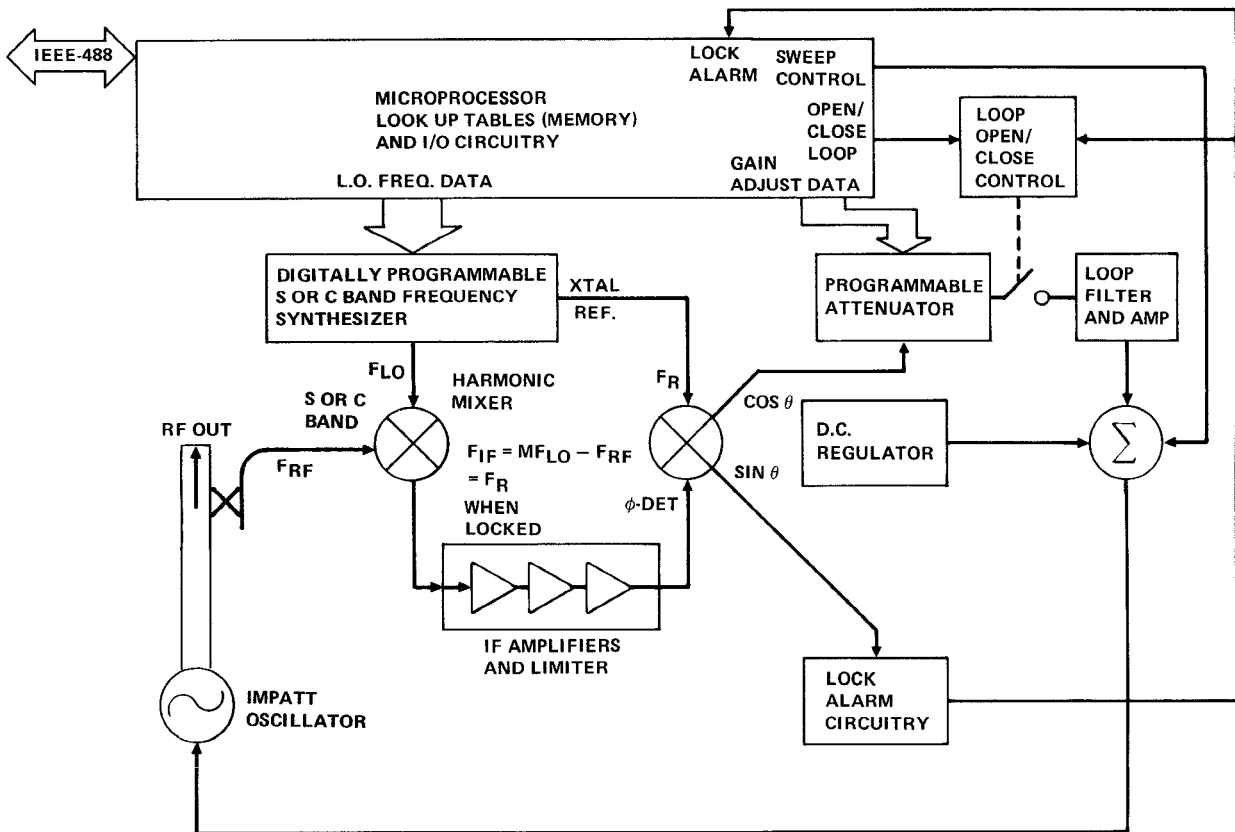 IEEE-488
LOCK
ALARM
SWEEP
CONTROL
MICROPROCESSOR
LOOK UP TABLES (MEMORY)
AND I/O CIRCUITRY
OPEN/
CLOSE
LOOP
GAIN
ADJUST DATA
L.O. FREQ. DATA
LOOP
OPEN/
CLOSE
CONTROL
DIGITALLY PROGRAMMABLE
S OR C BAND FREQUENCY
SYNTHESIZER
XTAL
REF.
PROGRAMMABLE
ATTENUATOR
LOOP
FILTER
AND AMP
FLO
HARMONIC
MIXER
FR
S OR C
BAND
COS θ
RF OUT
FRF
FIF = MFLO − FRF
= FR
WHEN
LOCKED
D.C.
REGULATOR
Σ
SIN θ
φ-DET
IF AMPLIFIERS
AND LIMITER
IMPATT
OSCILLATOR
LOCK
ALARM
CIRCUITRY